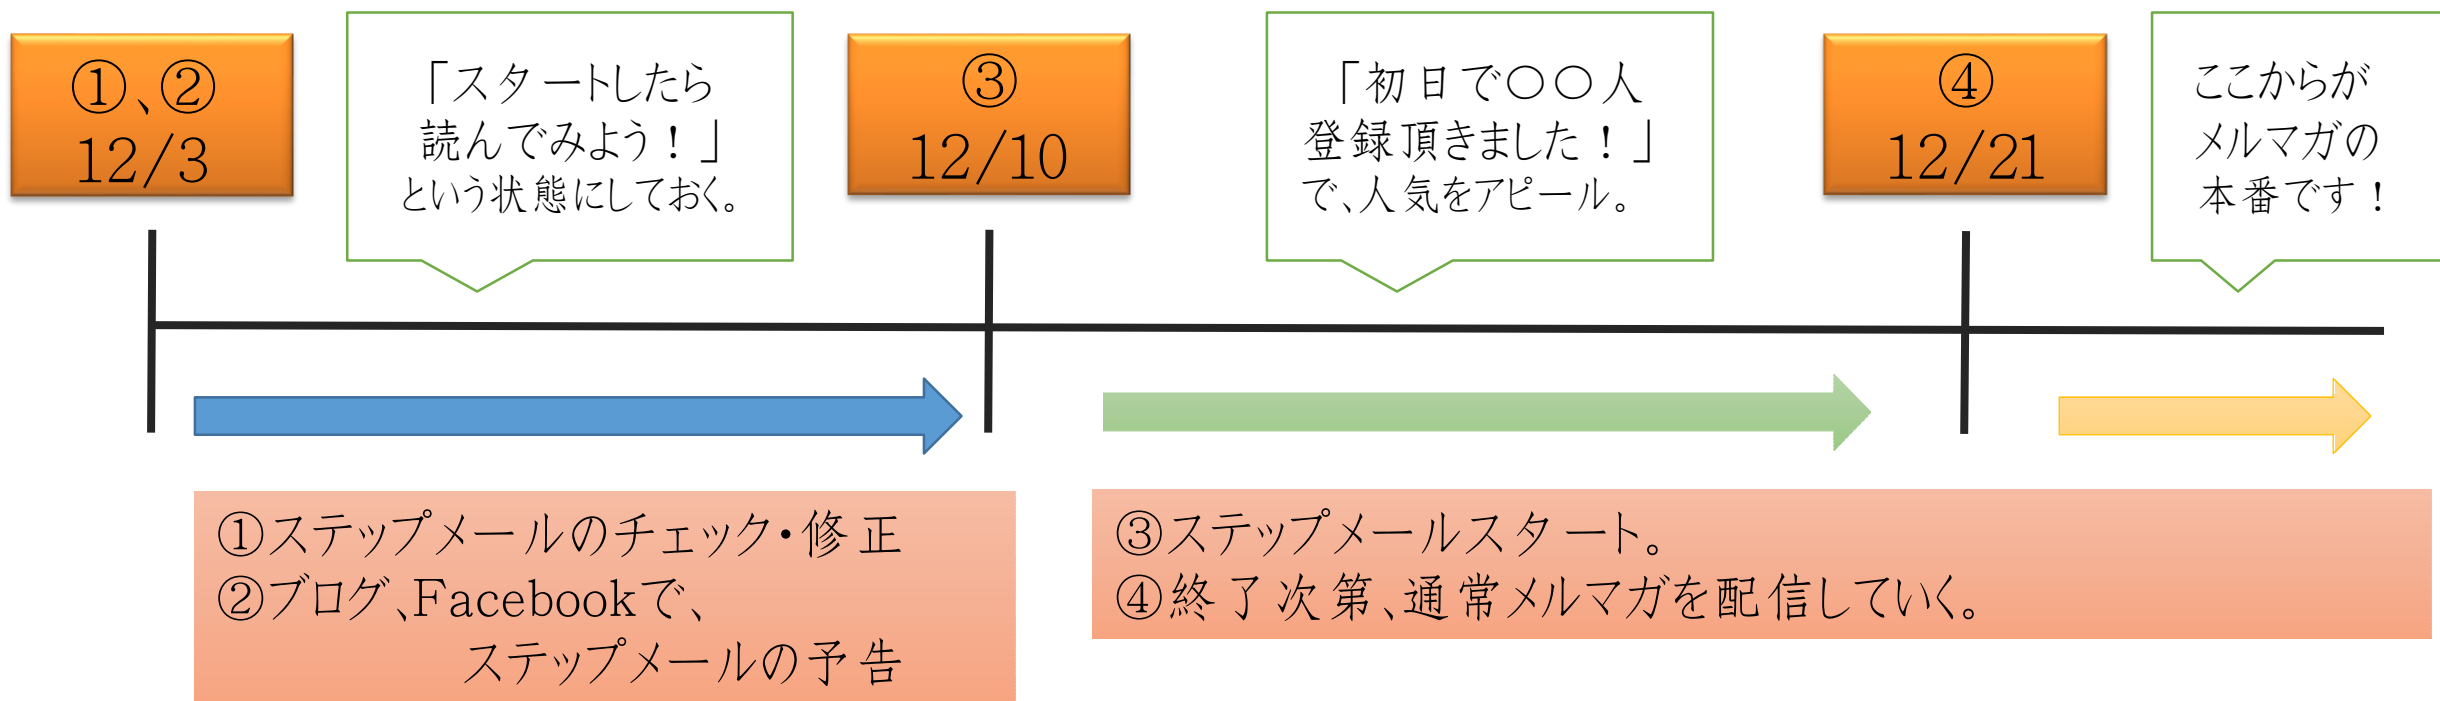 ①、②
12/3
「スタートしたら
読んでみよう！」
という状態にしておく。
③
12/10
「初日で〇〇人
登録頂きました！」
で、人気をアピール。
④
12/21
ここからが
メルマガの
本番です！
①ステップメールのチェック・修正
②ブログ、Facebookで、
ステップメールの予告
③ステップメールスタート。
④終了次第、通常メルマガを配信していく。